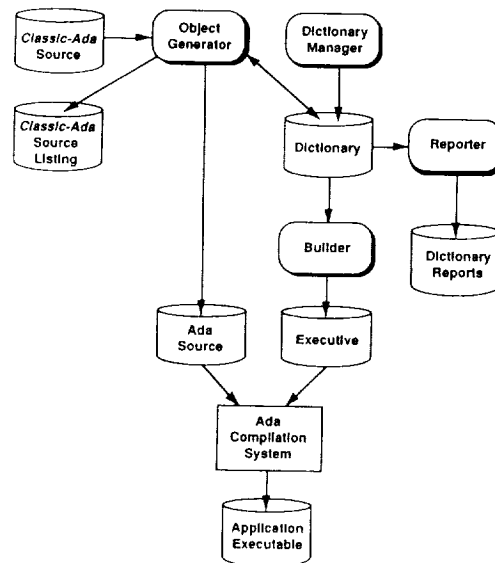 Classic-Ada
Source
Object
Generator
Dictionary
Manager
Classic-Ada
Source
Listing
Dictionary
Reporter
Builder
Dictionary
Reports
Ada
Source
Executive
Ada
Compilation
System
Application
Executable